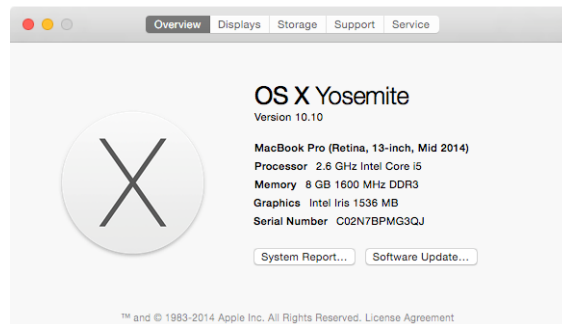 Overview Displays Storage Support Service
OS X Yosemite
Version 10.10
MacBook Pro (Retina, 13-inch, Mid 2014)
Processor 2.6 GHz Intel Core i5
Memory 8 GB 1600 MHz DDR3
Graphics Intel Iris 1536 MB
Serial Number C02N7BPMG3QJ
System Report... Software Update...
™ and © 1983-2014 Apple Inc. All Rights Reserved. License Agreement